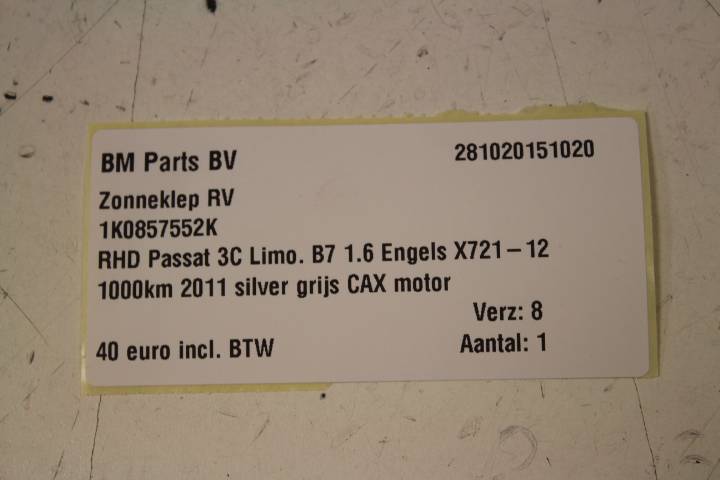 BM Parts BV 281020151020
Zonneklep RV
1K0857552K
RHD Passat 3C Limo. B7 1.6 Engels X721-12
1000km 2011 silver grijs CAX motor
Verz: 8
40 euro incl. BTW Aantal: 1